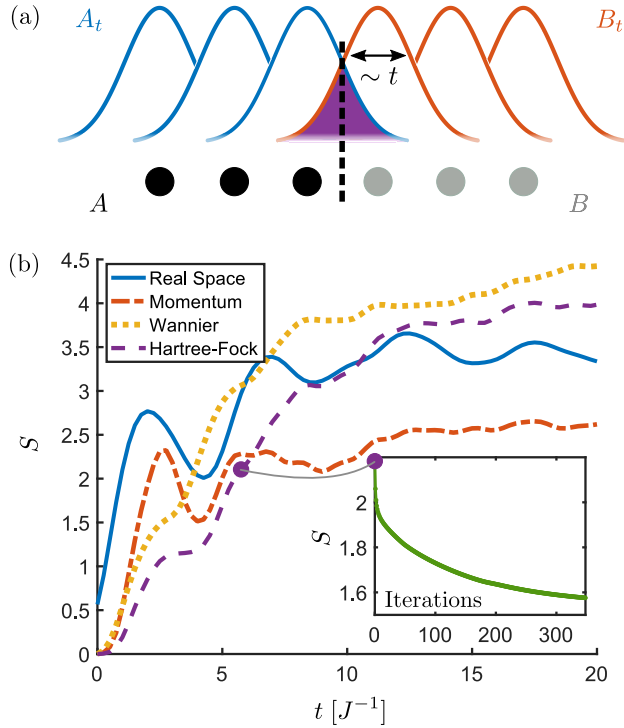 (a)
A_t
B_t
∼ t
A
B
(b)
S
4.5
4
3.5
3
2.5
2
1.5
1
0.5
0
Real Space
Momentum
Wannier
Hartree-Fock
S
2
1.8
1.6
Iterations
0
100
200
300
0
5
10
15
20
t [J⁻¹]